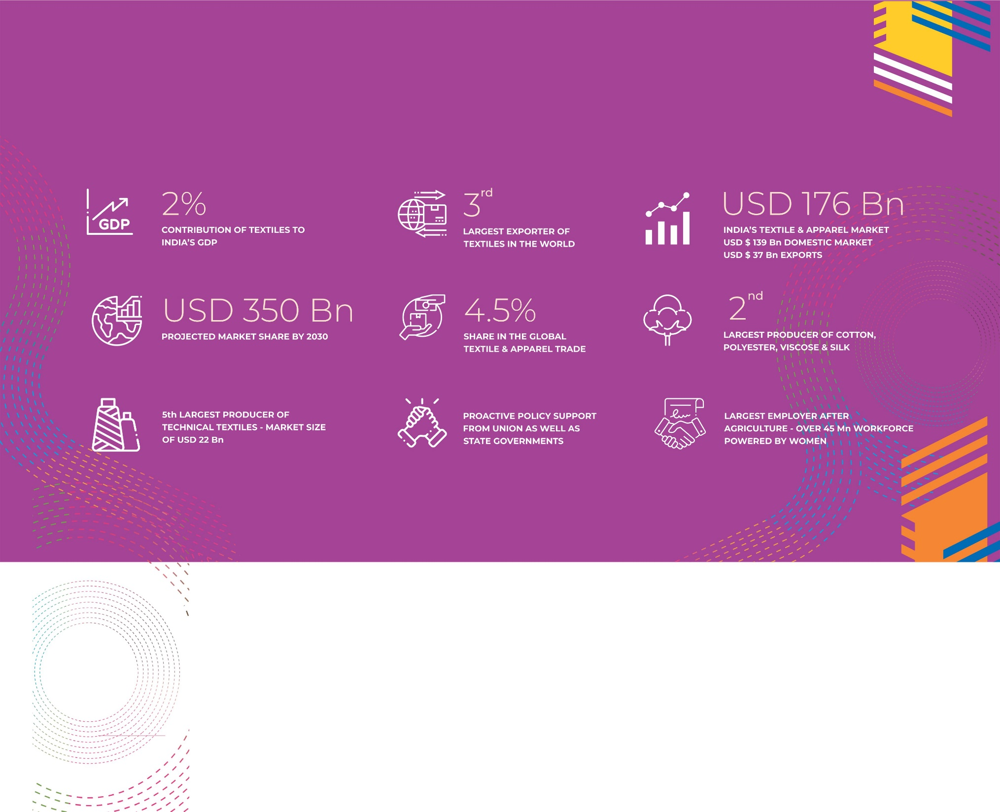 GDP
2%
CONTRIBUTION OF TEXTILES TO
INDIA’S GDP
3rd
LARGEST EXPORTER OF
TEXTILES IN THE WORLD
USD 176 Bn
INDIA’S TEXTILE & APPAREL MARKET
USD $ 139 Bn DOMESTIC MARKET
USD $ 37 Bn EXPORTS
USD 350 Bn
PROJECTED MARKET SHARE BY 2030
4.5%
SHARE IN THE GLOBAL
TEXTILE & APPAREL TRADE
2nd
LARGEST PRODUCER OF COTTON,
POLYESTER, VISCOSE & SILK
5th LARGEST PRODUCER OF
TECHNICAL TEXTILES - MARKET SIZE
OF USD 22 Bn
PROACTIVE POLICY SUPPORT
FROM UNION AS WELL AS
STATE GOVERNMENTS
LARGEST EMPLOYER AFTER
AGRICULTURE - OVER 45 Mn WORKFORCE
POWERED BY WOMEN